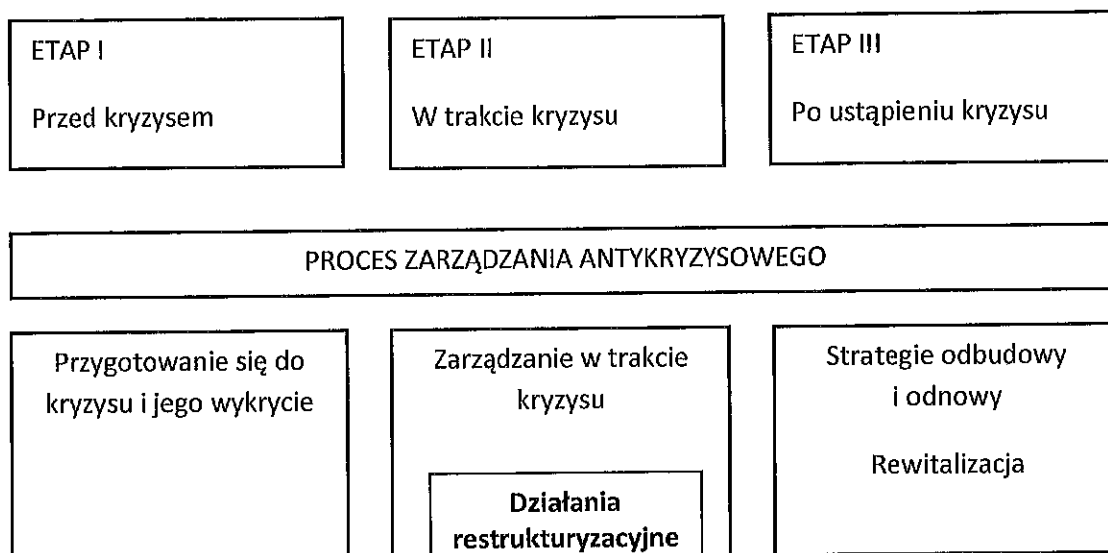 ETAP I
Przed kryzysem
ETAP II
W trakcie kryzysu
ETAP III
Po ustąpieniu kryzysu
PROCES ZARZĄDZANIA ANTYKRYZYSOWEGO
Przygotowanie się do
kryzysu i jego wykrycie
Zarządzanie w trakcie
kryzysu
Działania
restrukturyzacyjne
Strategie odbudowy
i odnowy
Rewitalizacja